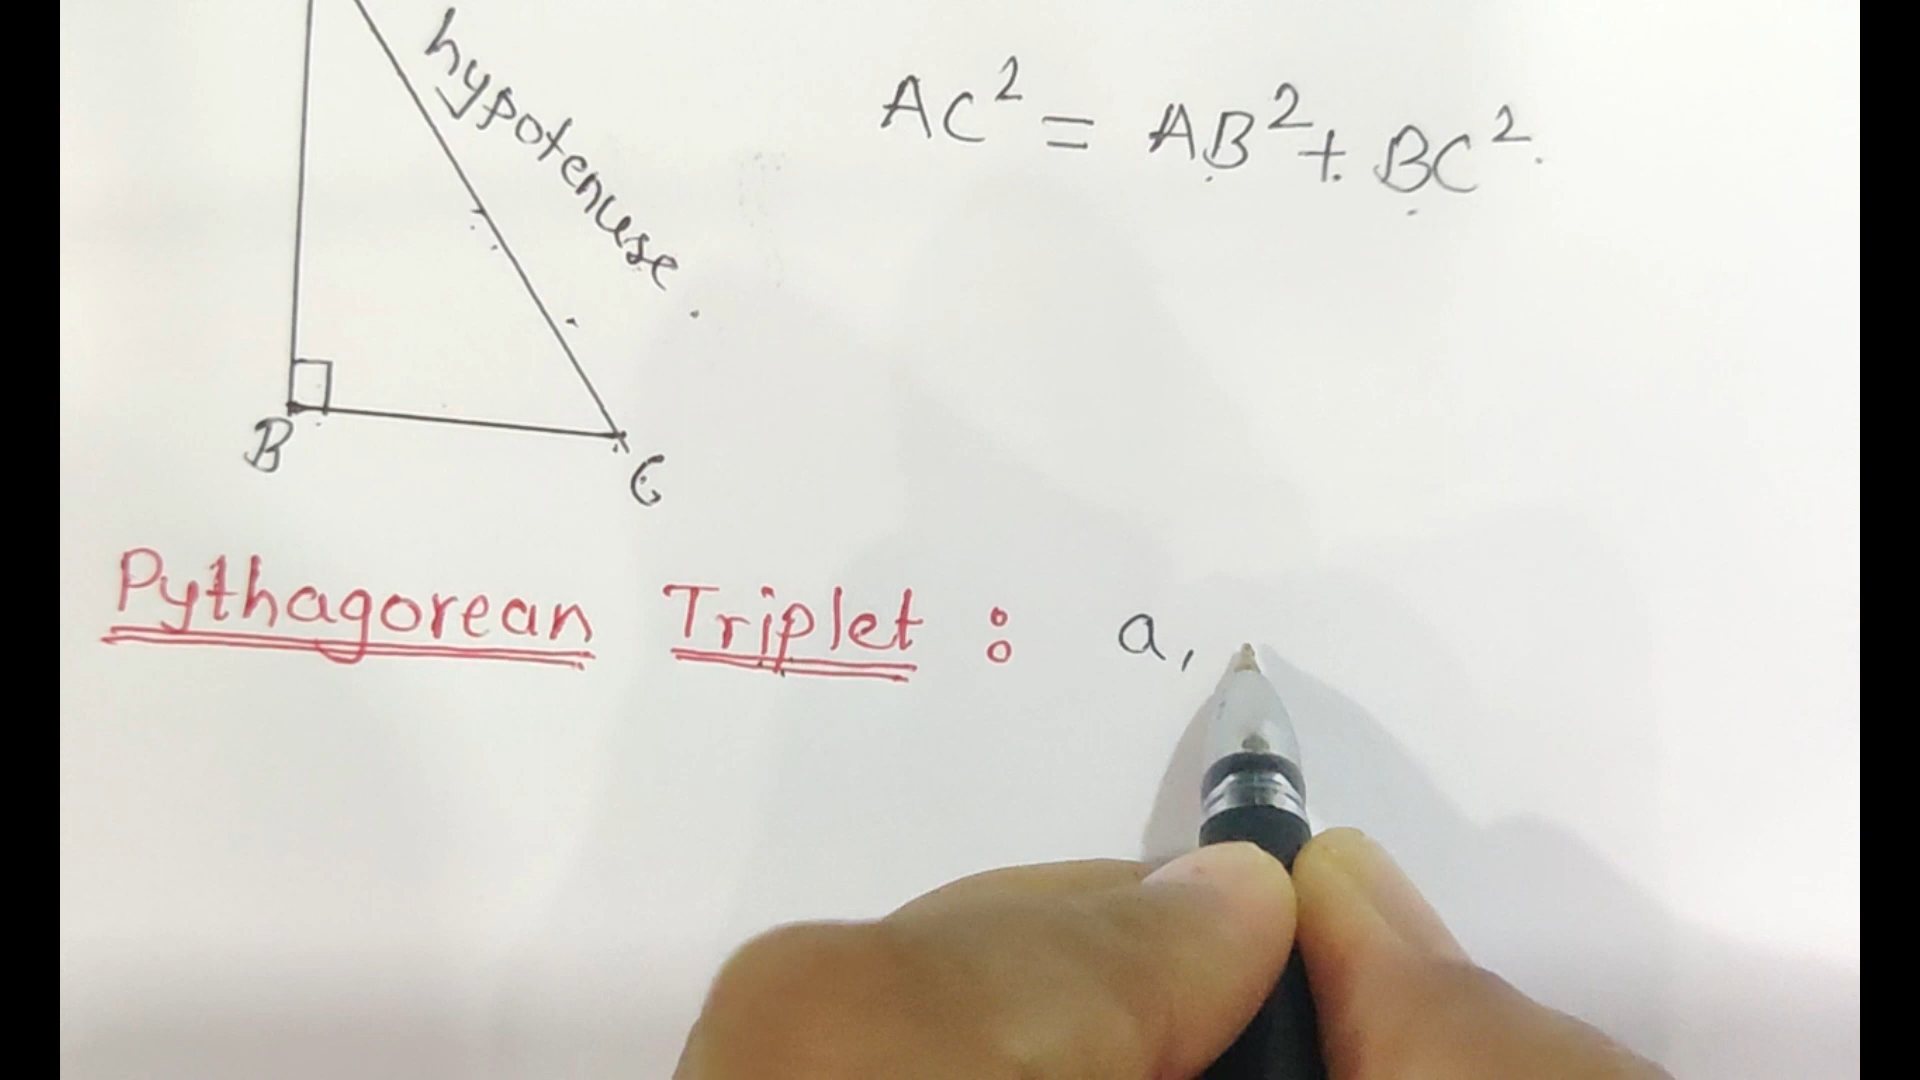 hypotenuse
AC² = AB² + BC².
B
C
Pythagorean Triplet : a,